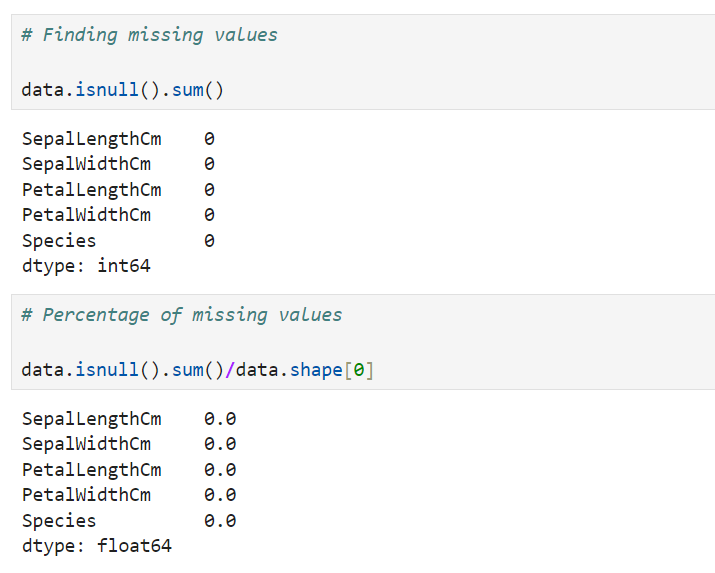 # Finding missing values
data.isnull().sum()
SepalLengthCm    0
SepalWidthCm     0
PetalLengthCm    0
PetalWidthCm     0
Species          0
dtype: int64
# Percentage of missing values
data.isnull().sum()/data.shape[0]
SepalLengthCm    0.0
SepalWidthCm     0.0
PetalLengthCm    0.0
PetalWidthCm     0.0
Species          0.0
dtype: float64